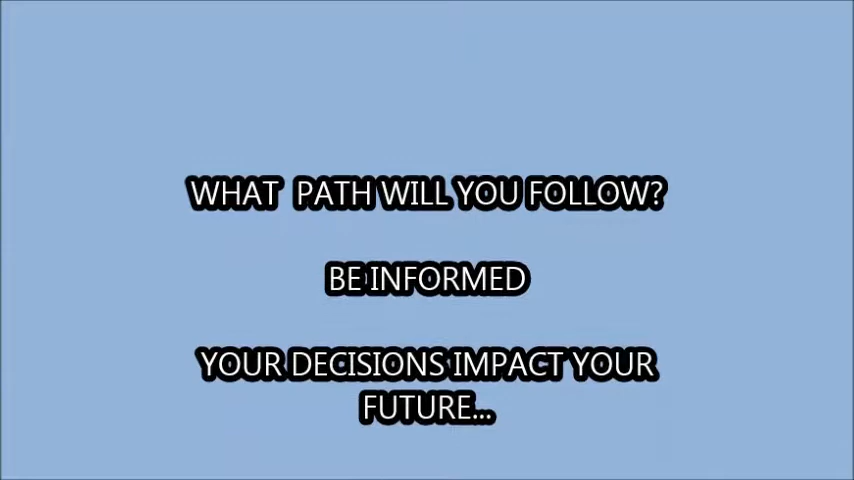 WHAT  PATH WILL YOU FOLLOW?
BE INFORMED
YOUR DECISIONS IMPACT YOUR
FUTURE...